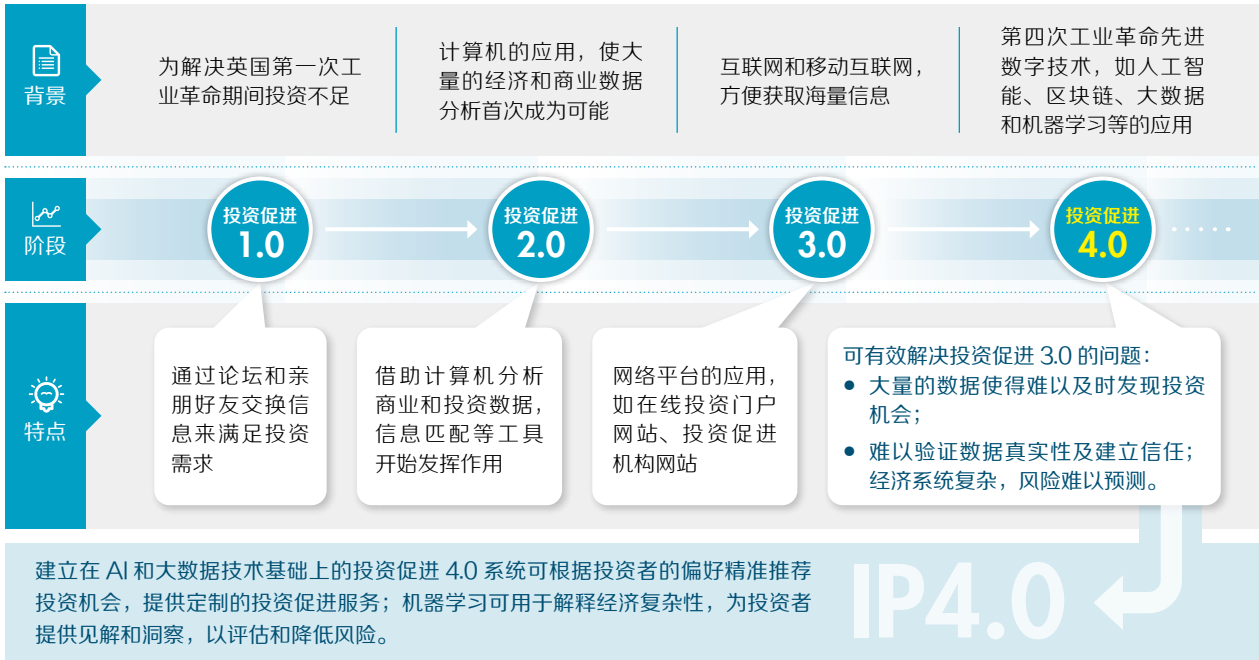 背景
为解决英国第一次工
业革命期间投资不足
计算机的应用，使大
量的经济和商业数据
分析首次成为可能
互联网和移动互联网，
方便获取海量信息
第四次工业革命先进
数字技术，如人工智
能、区块链、大数据
和机器学习等的应用
阶段
投资促进
1.0
投资促进
2.0
投资促进
3.0
投资促进
4.0
······
特点
通过论坛和亲
朋好友交换信
息来满足投资
需求
借助计算机分析
商业和投资数据，
信息匹配等工具
开始发挥作用
网络平台的应用，
如在线投资门户
网站、投资促进
机构网站
可有效解决投资促进 3.0 的问题：
• 大量的数据使得难以及时发现投资
机会；
• 难以验证数据真实性及建立信任；
经济系统复杂，风险难以预测。
建立在 AI 和大数据技术基础上的投资促进 4.0 系统可根据投资者的偏好精准推荐
投资机会，提供定制的投资促进服务；机器学习可用于解释经济复杂性，为投资者
提供见解和洞察，以评估和降低风险。
IP4.0